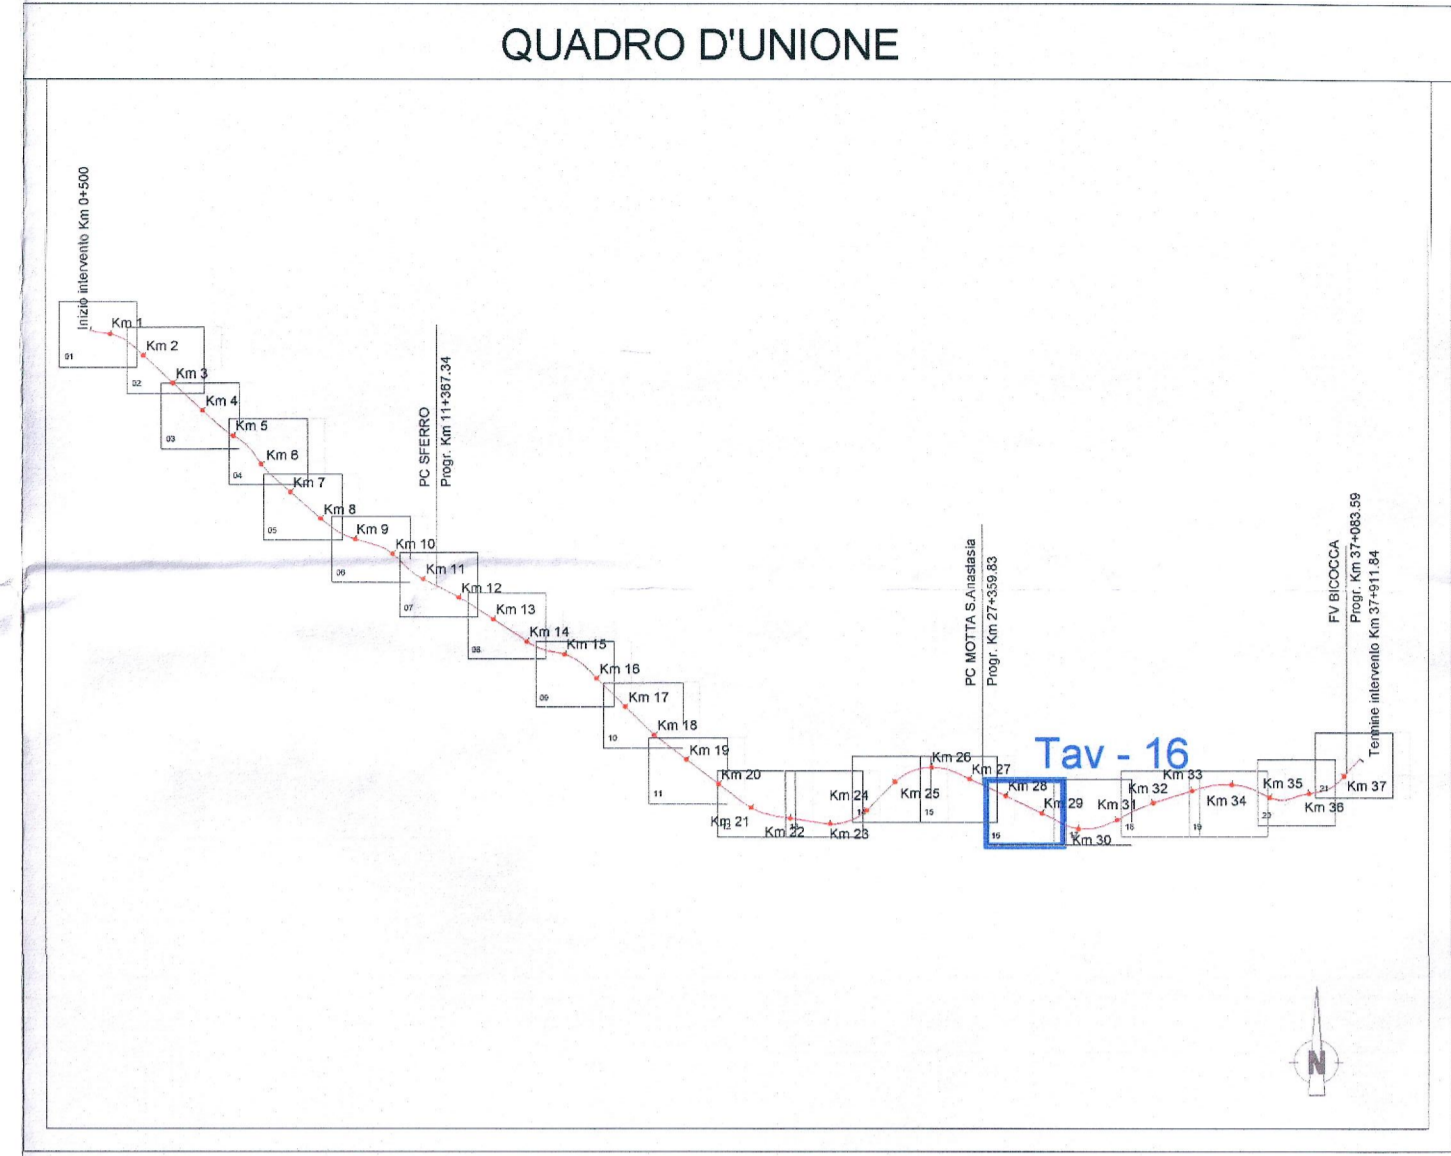 QUADRO D'UNIONE
Inizio intervento Km 0+500
Km 1
01
Km 2
02
Km 3
Km 4
03
Km 5
04
Km 6
Km 7
05
Km 8
Km 9
06
Km 10
PC SFERRO
Progr. Km 11+367.34
Km 11
07
Km 12
Km 13
08
Km 14
Km 15
09
Km 16
Km 17
10
Km 18
Km 19
11
Km 20
Km 21
Km 22
Km 23
Km 24
Km 25
15
Km 26
PC MOTTA S.Anastasia
Progr. Km 27+359.83
Km 27
Tav - 16
Km 28
16
Km 29
Km 30
Km 31
18
Km 32
Km 33
19
Km 34
Km 35
Km 36
21
FV BICOCCA
Progr. Km 37+083.59
Termine intervento Km 37+911.84
Km 37
N